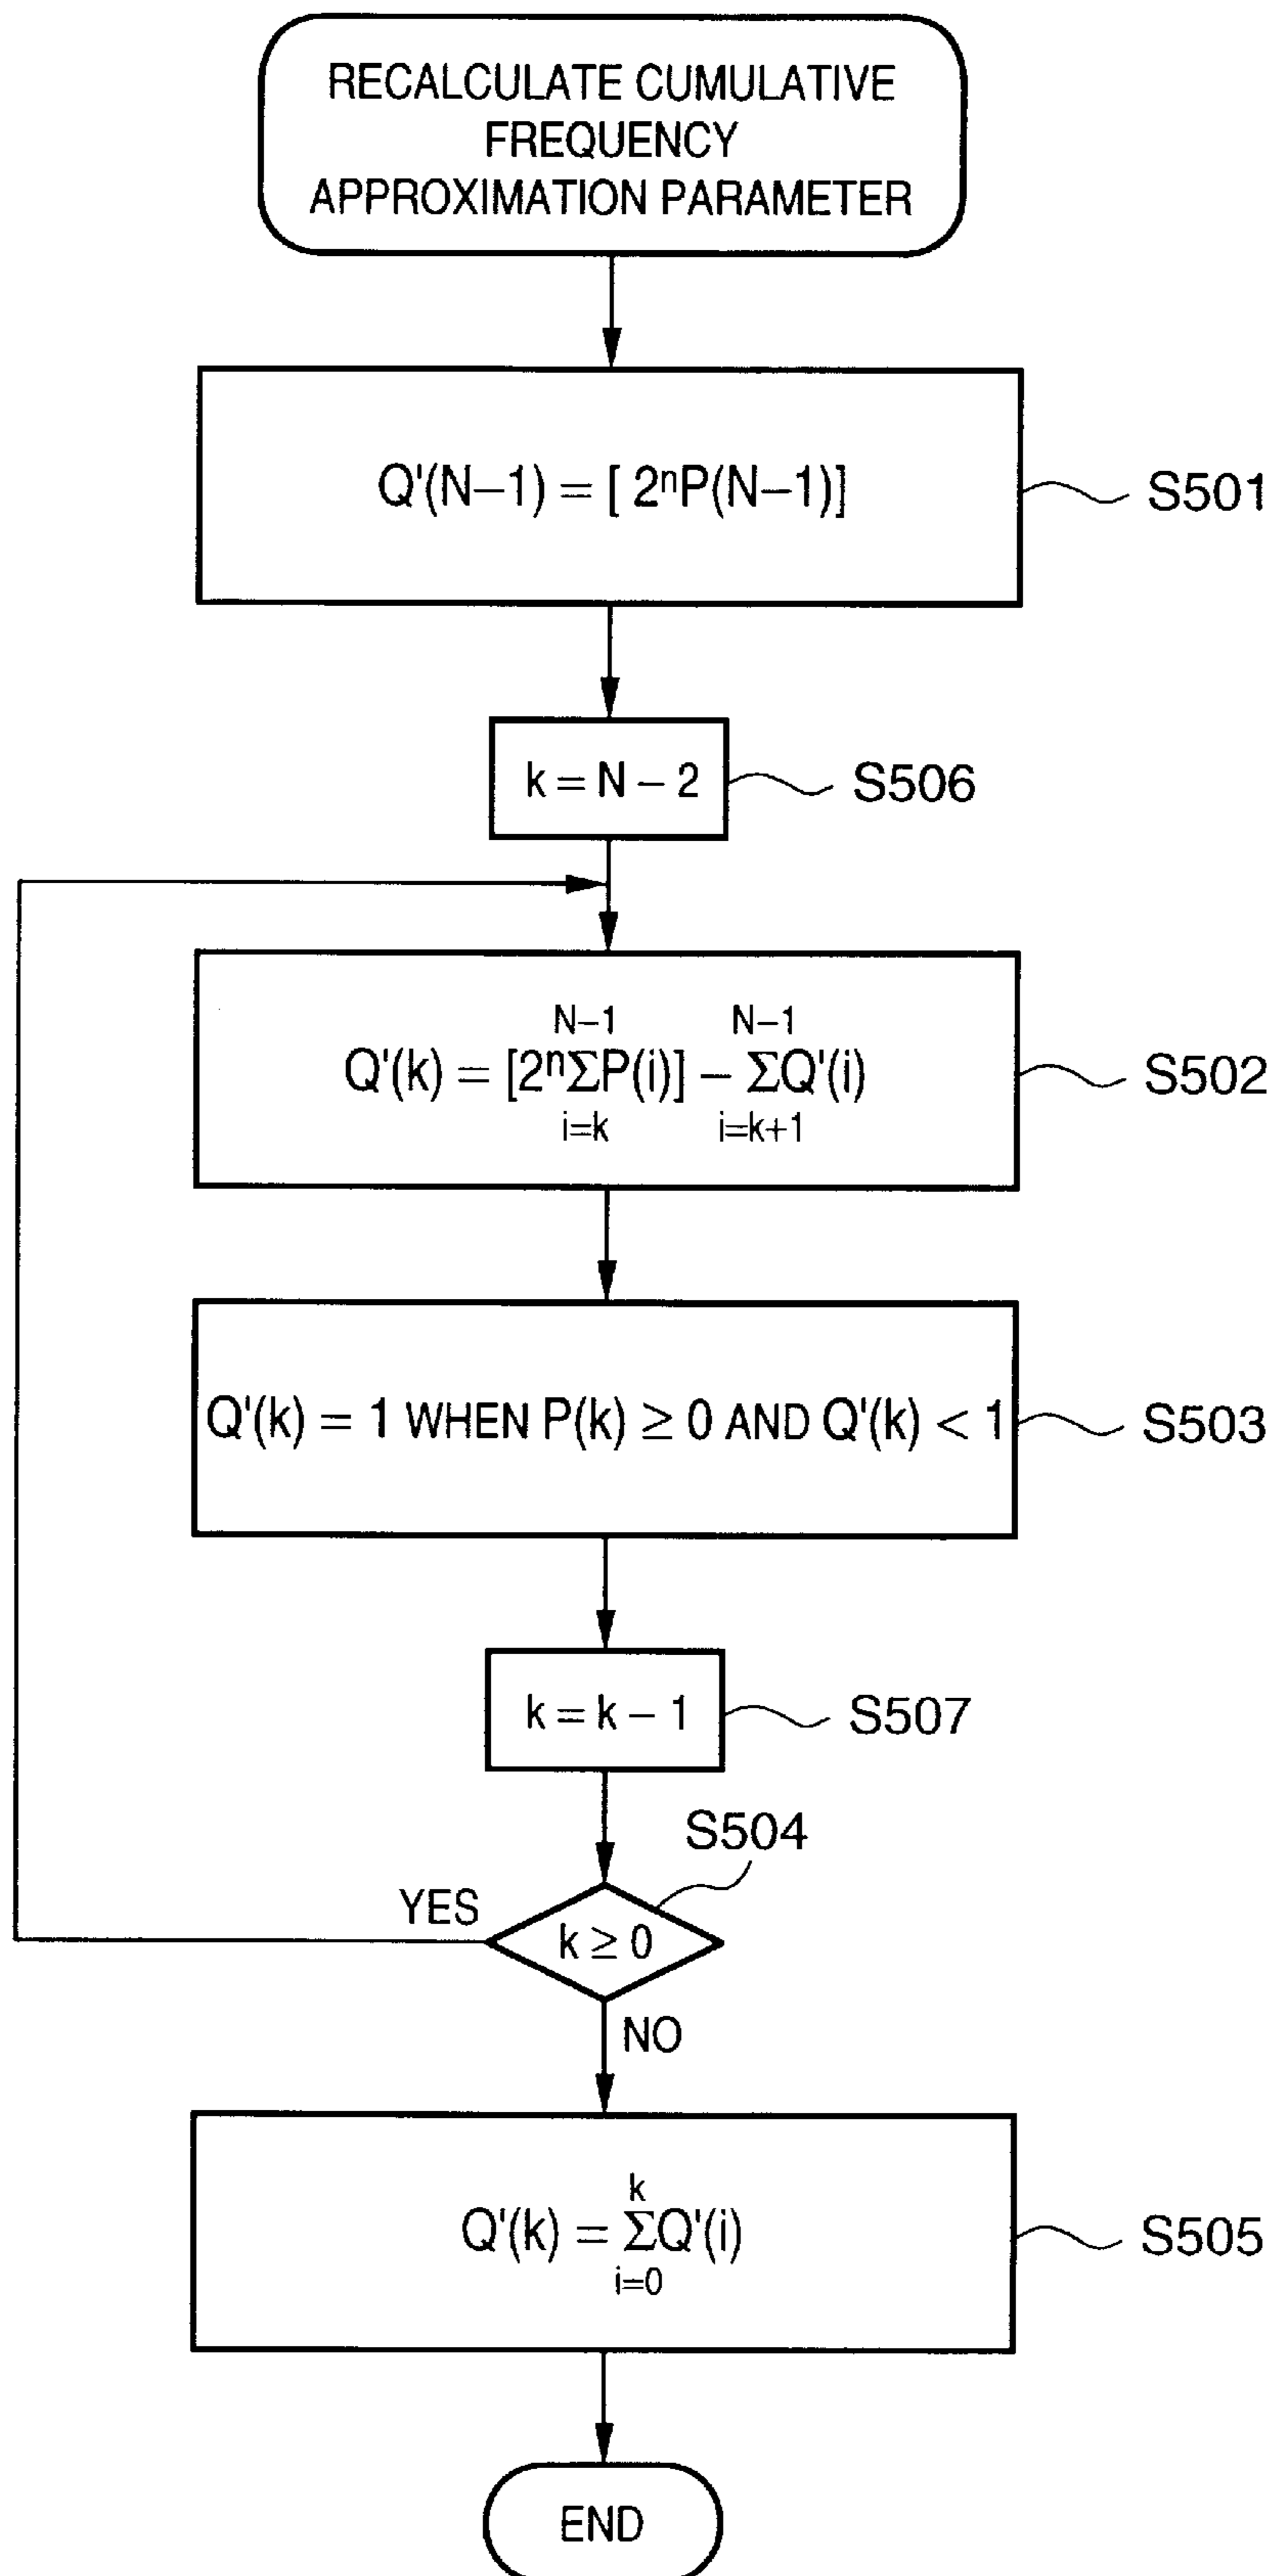 RECALCULATE CUMULATIVE
FREQUENCY
APPROXIMATION PARAMETER
Q'(N–1) = [ 2ⁿP(N–1)]
S501
k = N – 2
S506
N–1 N–1
Q'(k) = [2ⁿΣP(i)] – ΣQ'(i)
i=k i=k+1
S502
Q'(k) = 1 WHEN P(k) ≥ 0 AND Q'(k) < 1
S503
k = k – 1
S507
S504
YES
k ≥ 0
NO
k
Q'(k) = ΣQ'(i)
i=0
S505
END